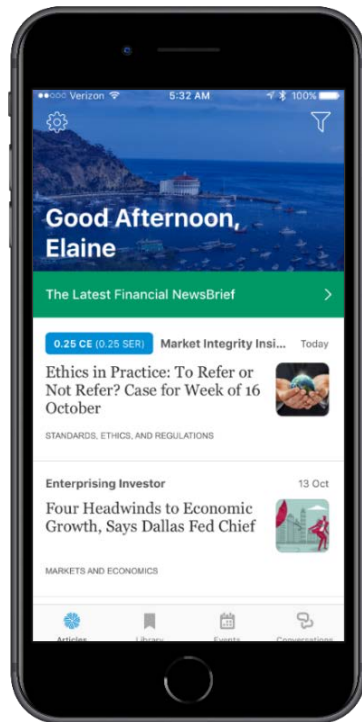 Verizon 5:32 AM 100%
Good Afternoon,
Elaine
The Latest Financial NewsBrief
0.25 CE (0.25 SER) Market Integrity Insi... Today
Ethics in Practice: To Refer or
Not Refer? Case for Week of 16
October
STANDARDS, ETHICS, AND REGULATIONS
Enterprising Investor 13 Oct
Four Headwinds to Economic
Growth, Says Dallas Fed Chief
MARKETS AND ECONOMICS
Articles Library Events Conversations